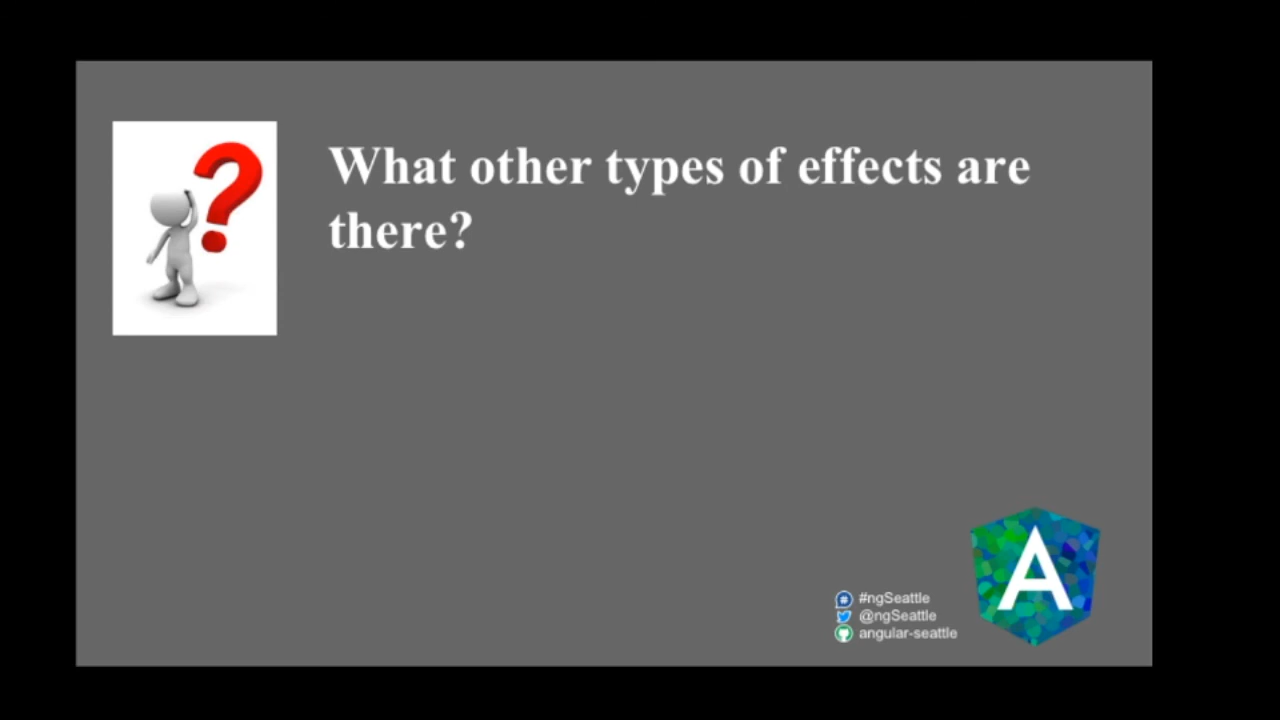 What other types of effects are
there?
#ngSeattle
@ngSeattle
angular-seattle
A